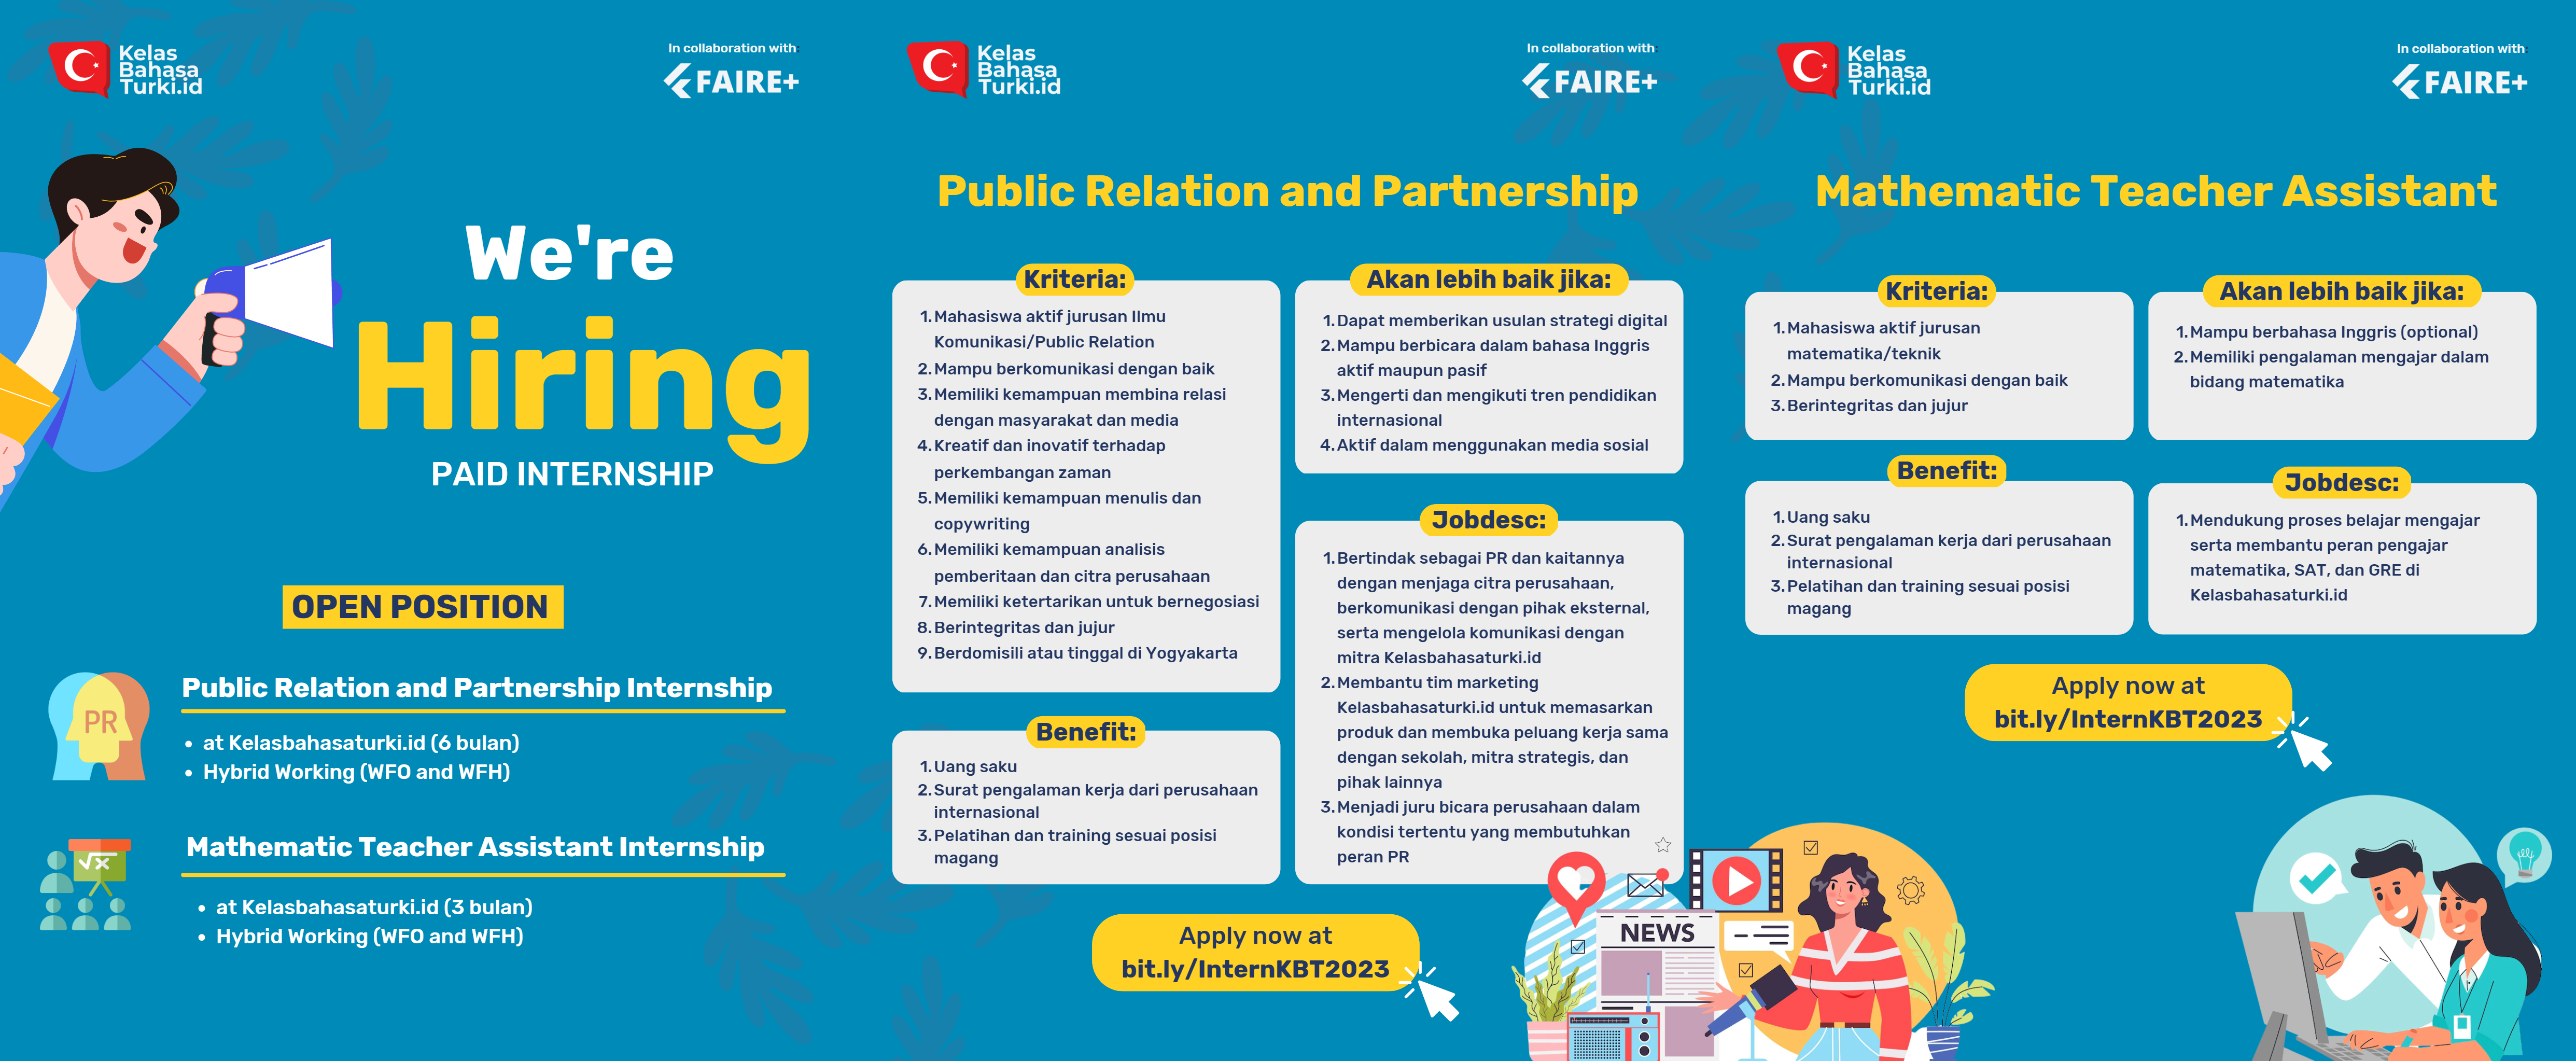 Kelas
Bahasa
Turki.id
In collaboration with:
FAIRE+
We're
Hiring
PAID INTERNSHIP
OPEN POSITION
PR
Public Relation and Partnership Internship
• at Kelasbahasaturki.id (6 bulan)
• Hybrid Working (WFO and WFH)
√x
Mathematic Teacher Assistant Internship
• at Kelasbahasaturki.id (3 bulan)
• Hybrid Working (WFO and WFH)
Kelas
Bahasa
Turki.id
In collaboration with:
FAIRE+
Public Relation and Partnership
Kriteria:
1. Mahasiswa aktif jurusan Ilmu
Komunikasi/Public Relation
2. Mampu berkomunikasi dengan baik
3. Memiliki kemampuan membina relasi
dengan masyarakat dan media
4. Kreatif dan inovatif terhadap
perkembangan zaman
5. Memiliki kemampuan menulis dan
copywriting
6. Memiliki kemampuan analisis
pemberitaan dan citra perusahaan
7. Memiliki ketertarikan untuk bernegosiasi
8. Berintegritas dan jujur
9. Berdomisili atau tinggal di Yogyakarta
Benefit:
1. Uang saku
2. Surat pengalaman kerja dari perusahaan
internasional
3. Pelatihan dan training sesuai posisi
magang
Akan lebih baik jika:
1. Dapat memberikan usulan strategi digital
2. Mampu berbicara dalam bahasa Inggris
aktif maupun pasif
3. Mengerti dan mengikuti tren pendidikan
internasional
4. Aktif dalam menggunakan media sosial
Jobdesc:
1. Bertindak sebagai PR dan kaitannya
dengan menjaga citra perusahaan,
berkomunikasi dengan pihak eksternal,
serta mengelola komunikasi dengan
mitra Kelasbahasaturki.id
2. Membantu tim marketing
Kelasbahasaturki.id untuk memasarkan
produk dan membuka peluang kerja sama
dengan sekolah, mitra strategis, dan
pihak lainnya
3. Menjadi juru bicara perusahaan dalam
kondisi tertentu yang membutuhkan
peran PR
Apply now at
bit.ly/InternKBT2023
NEWS
Kelas
Bahasa
Turki.id
In collaboration with:
FAIRE+
Mathematic Teacher Assistant
Kriteria:
1. Mahasiswa aktif jurusan
matematika/teknik
2. Mampu berkomunikasi dengan baik
3. Berintegritas dan jujur
Akan lebih baik jika:
1. Mampu berbahasa Inggris (optional)
2. Memiliki pengalaman mengajar dalam
bidang matematika
Benefit:
1. Uang saku
2. Surat pengalaman kerja dari perusahaan
internasional
3. Pelatihan dan training sesuai posisi
magang
Jobdesc:
1. Mendukung proses belajar mengajar
serta membantu peran pengajar
matematika, SAT, dan GRE di
Kelasbahasaturki.id
Apply now at
bit.ly/InternKBT2023